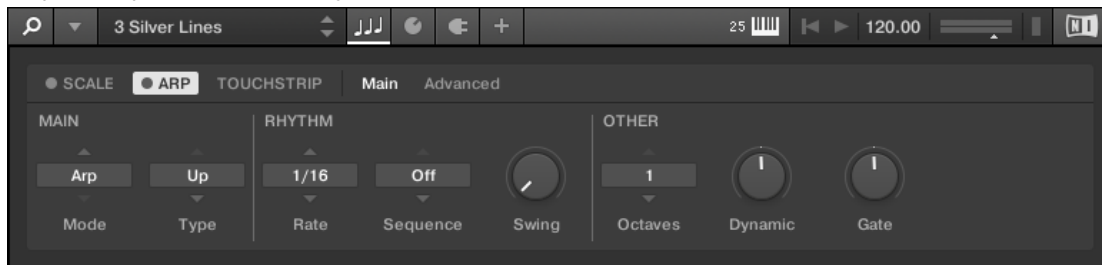 3 Silver Lines 25 120.00 NI
SCALE ARP TOUCHSTRIP Main Advanced
MAIN RHYTHM OTHER
Arp Up 1/16 Off 1
Mode Type Rate Sequence Swing Octaves Dynamic Gate